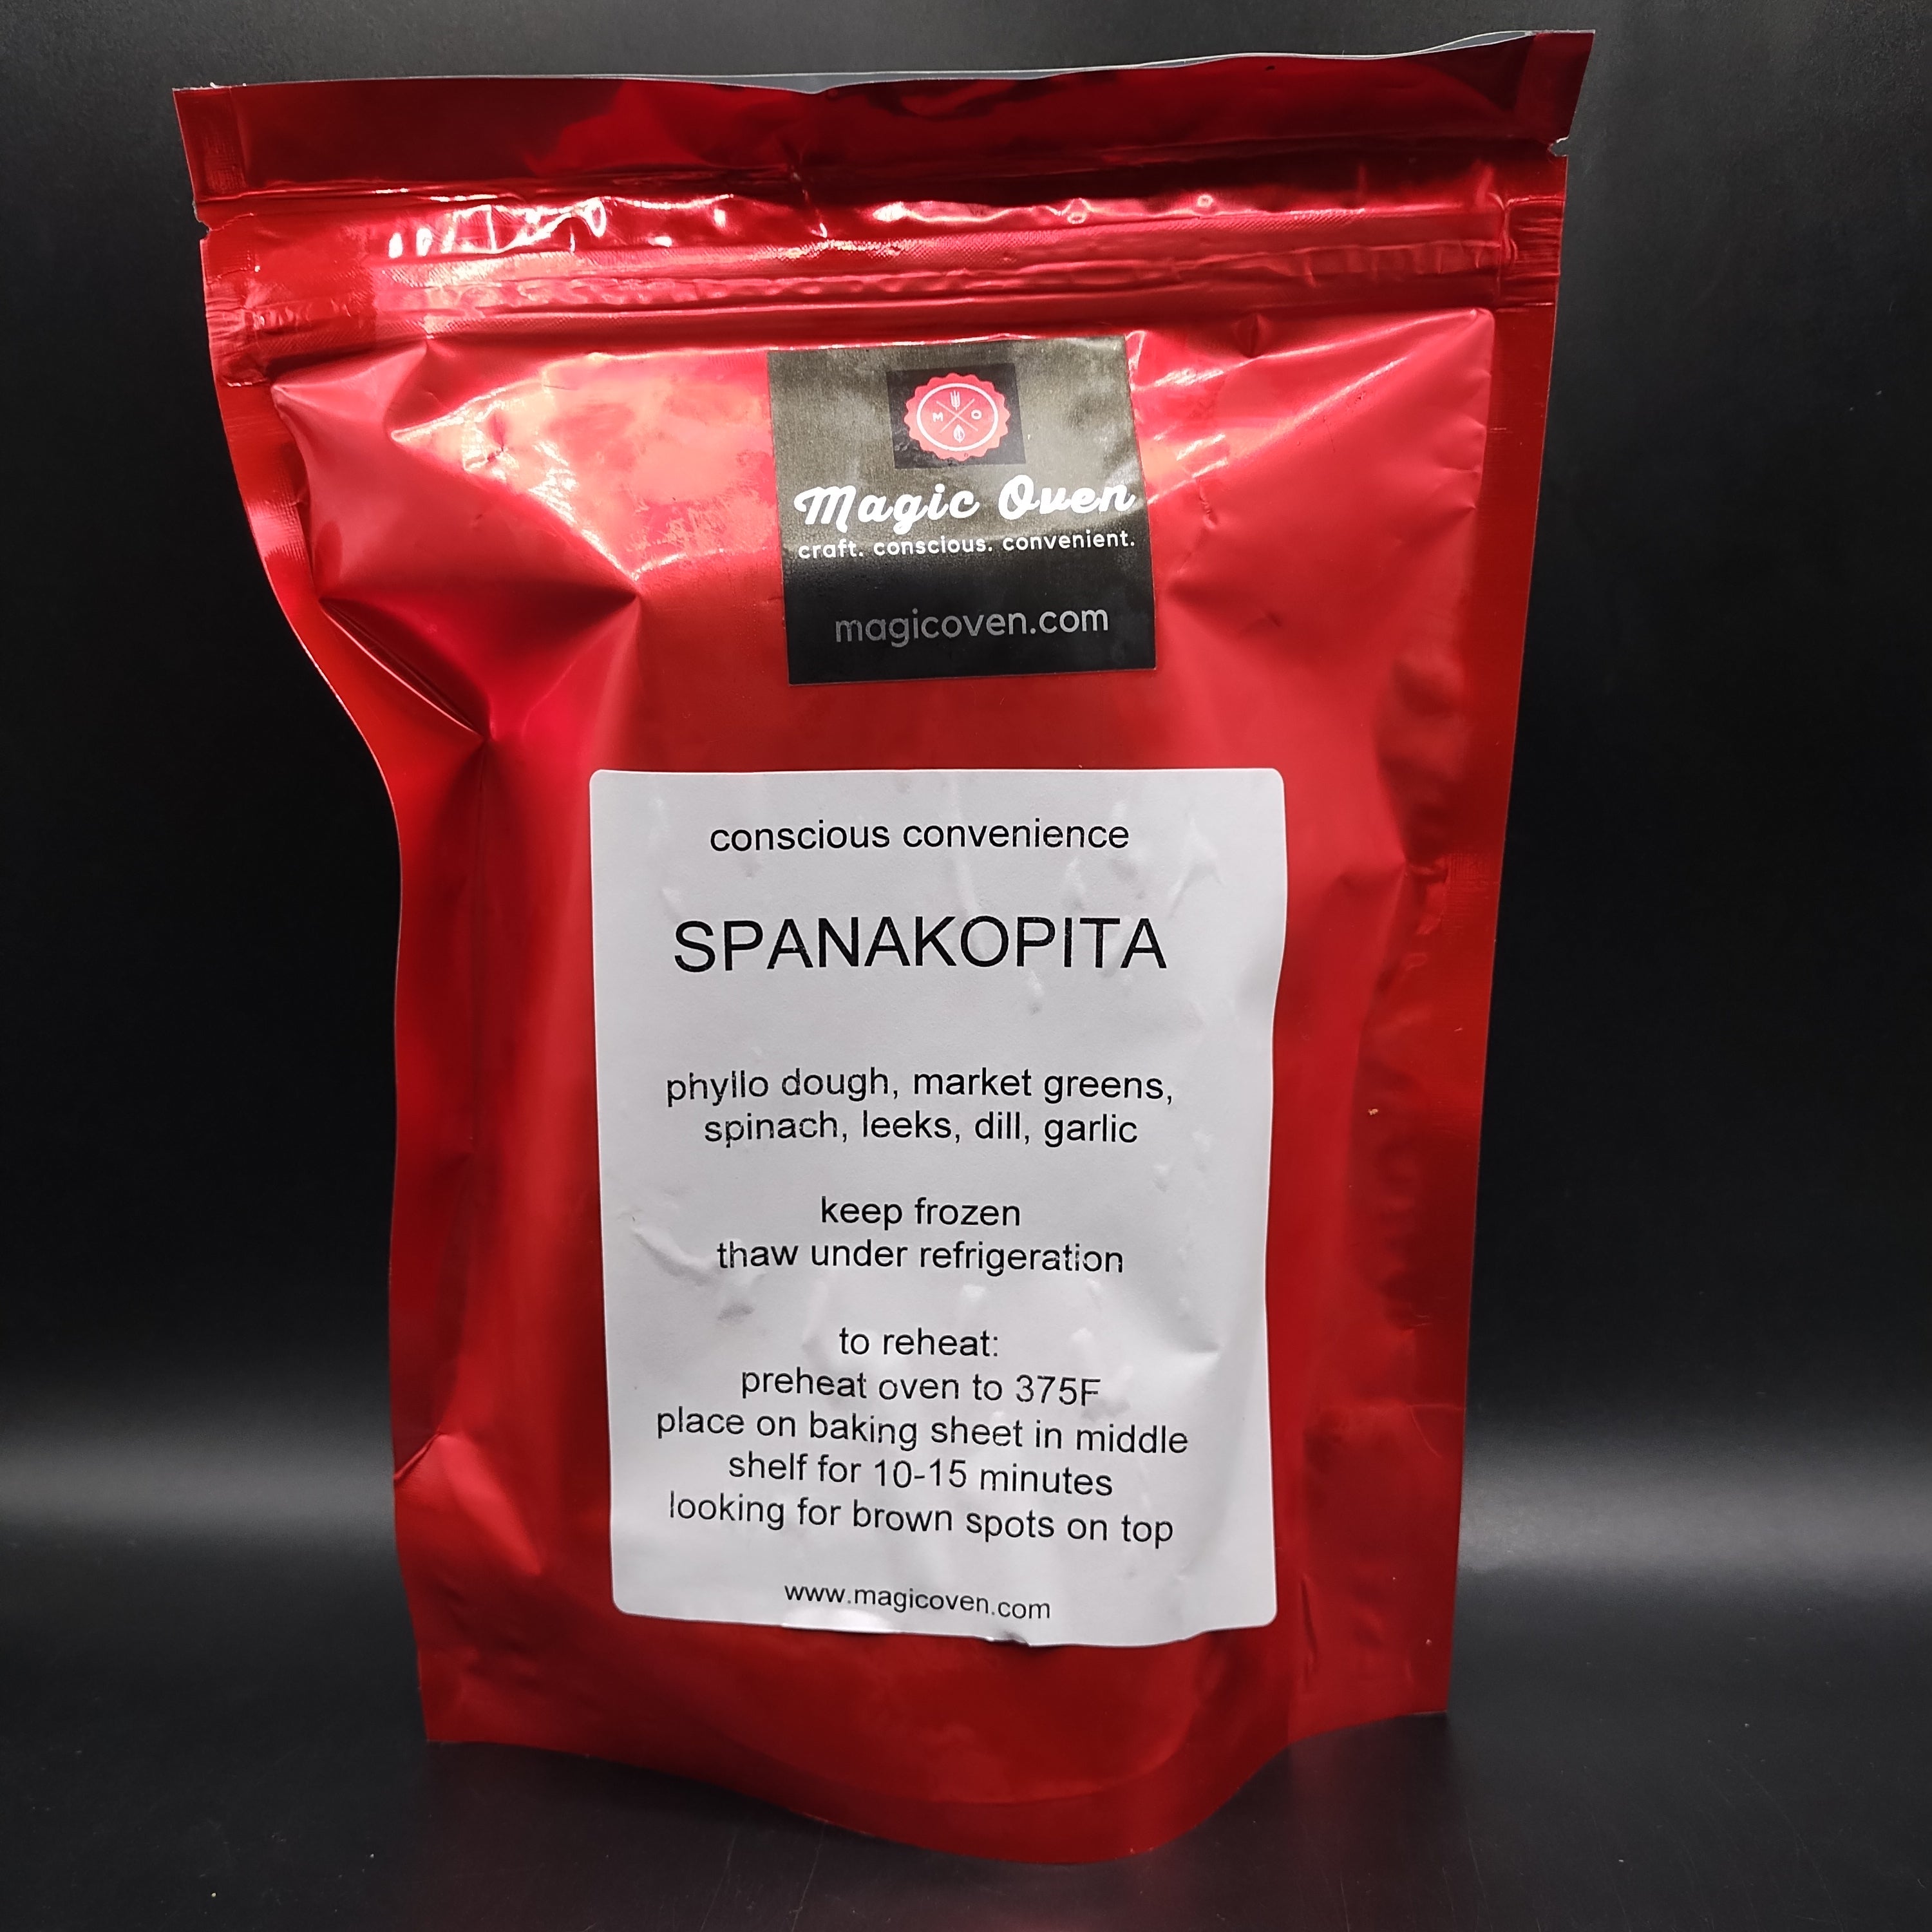 M O
Magic Oven
craft. conscious. convenient.
magicoven.com
conscious convenience
SPANAKOPITA
phyllo dough, market greens,
spinach, leeks, dill, garlic
keep frozen
thaw under refrigeration
to reheat:
preheat oven to 375F
place on baking sheet in middle
shelf for 10-15 minutes
looking for brown spots on top
www.magicoven.com